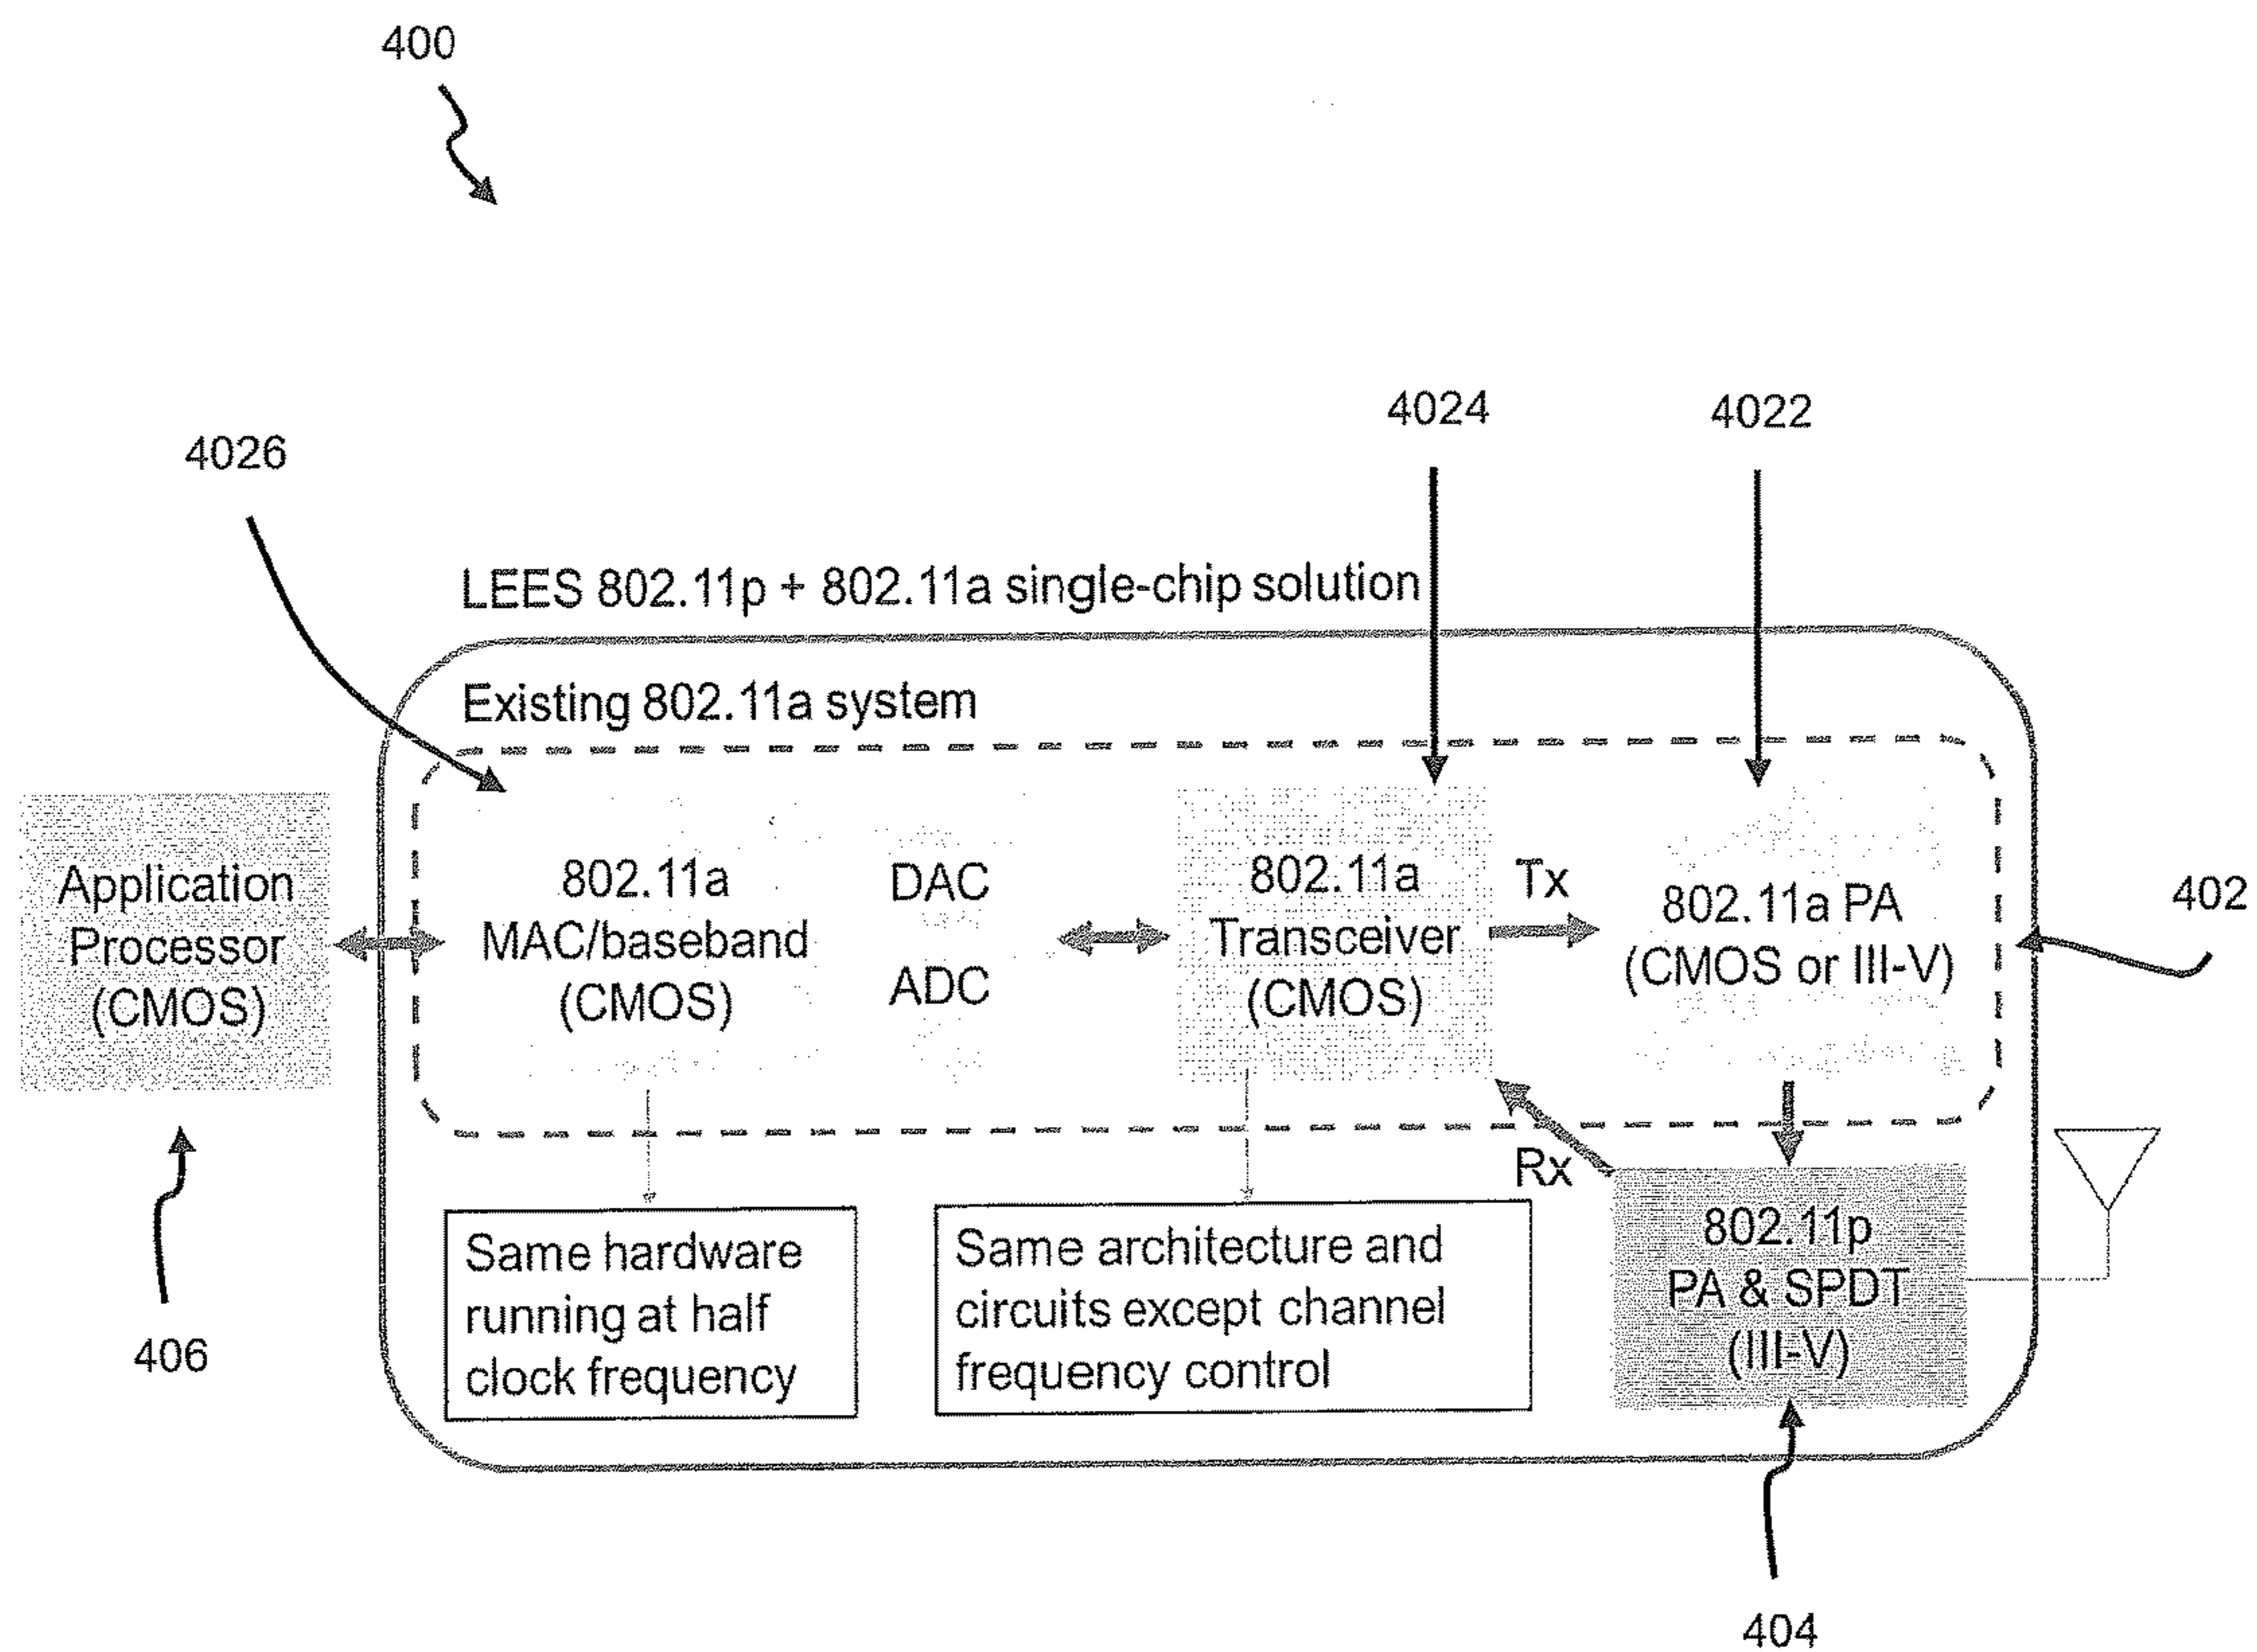 400
4024
4022
4026
LEES 802.11p + 802.11a single-chip solution
Existing 802.11a system
402
Application
Processor
(CMOS)
802.11a
MAC/baseband
(CMOS)
DAC
ADC
802.11a
Transceiver
(CMOS)
Tx
802.11a PA
(CMOS or III-V)
Rx
406
Same hardware
running at half
clock frequency
Same architecture and
circuits except channel
frequency control
802.11p
PA & SPDT
(III-V)
404